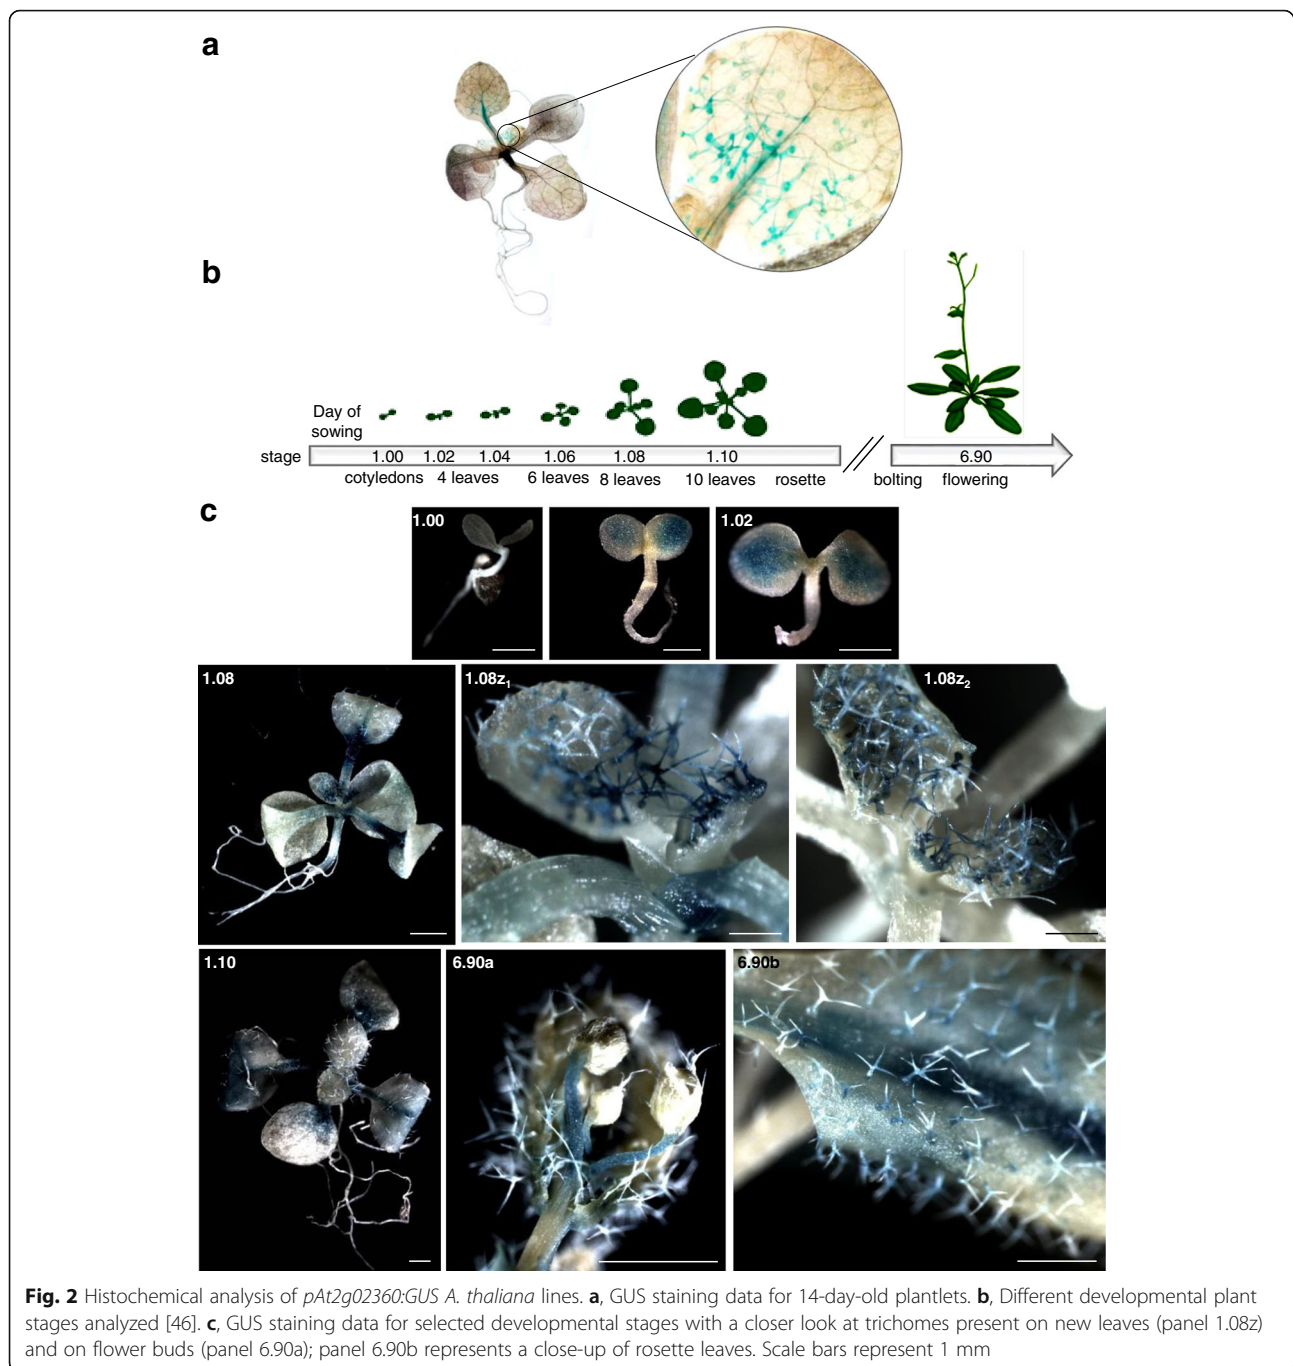 a
b
Day of
sowing
stage
1.00 1.02 1.04 1.06 1.08 1.10 6.90
cotyledons 4 leaves 6 leaves 8 leaves 10 leaves rosette bolting flowering
c
1.00
1.02
1.08
1.08z1
1.08z2
1.10
6.90a
6.90b
Fig. 2 Histochemical analysis of pAt2g02360:GUS A. thaliana lines. a, GUS staining data for 14-day-old plantlets. b, Different developmental plant
stages analyzed [46]. c, GUS staining data for selected developmental stages with a closer look at trichomes present on new leaves (panel 1.08z)
and on flower buds (panel 6.90a); panel 6.90b represents a close-up of rosette leaves. Scale bars represent 1 mm